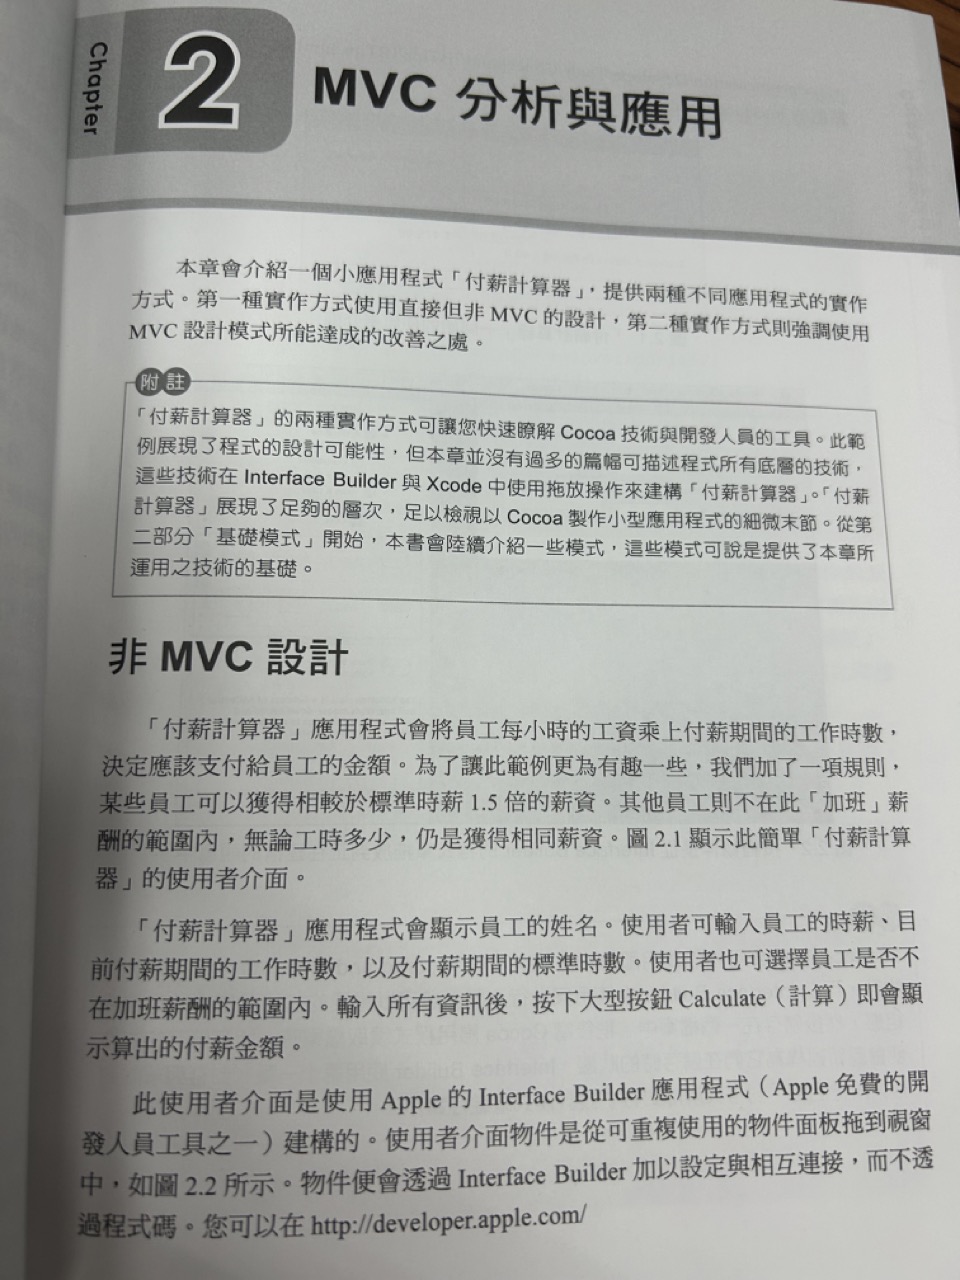 Chapter
2
MVC 分析與應用
本章會介紹一個小應用程式「付薪計算器」,提供兩種不同應用程式的實作
方式。第一種實作方式使用直接但非 MVC 的設計,第二種實作方式則強調使用
MVC 設計模式所能達成的改善之處。
附註
「付薪計算器」的兩種實作方式可讓您快速瞭解 Cocoa 技術與開發人員的工具。此範
例展現了程式的設計可能性,但本章並沒有過多的篇幅可描述程式所有底層的技術,
這些技術在 Interface Builder 與 Xcode 中使用拖放操作來建構「付薪計算器」。「付薪
計算器」展現了足夠的層次,足以檢視以 Cocoa 製作小型應用程式的細微末節。從第
二部分「基礎模式」開始,本書會陸續介紹一些模式,這些模式可說是提供了本章所
運用之技術的基礎。
非 MVC 設計
「付薪計算器」應用程式會將員工每小時的工資乘上付薪期間的工作時數,
決定應該支付給員工的金額。為了讓此範例更為有趣一些,我們加了一項規則,
某些員工可以獲得相較於標準時薪 1.5 倍的薪資。其他員工則不在此「加班」薪
酬的範圍內,無論工時多少,仍是獲得相同薪資。圖 2.1 顯示此簡單「付薪計算
器」的使用者介面。
「付薪計算器」應用程式會顯示員工的姓名。使用者可輸入員工的時薪、目
前付薪期間的工作時數,以及付薪期間的標準時數。使用者也可選擇員工是否不
在加班薪酬的範圍內。輸入所有資訊後,按下大型按鈕 Calculate(計算)即會顯
示算出的付薪金額。
此使用者介面是使用 Apple 的 Interface Builder 應用程式(Apple 免費的開
發人員工具之一)建構的。使用者介面物件是從可重複使用的物件面板拖到視窗
中,如圖 2.2 所示。物件便會透過 Interface Builder 加以設定與相互連接,而不透
過程式碼。您可以在 http://developer.apple.com/